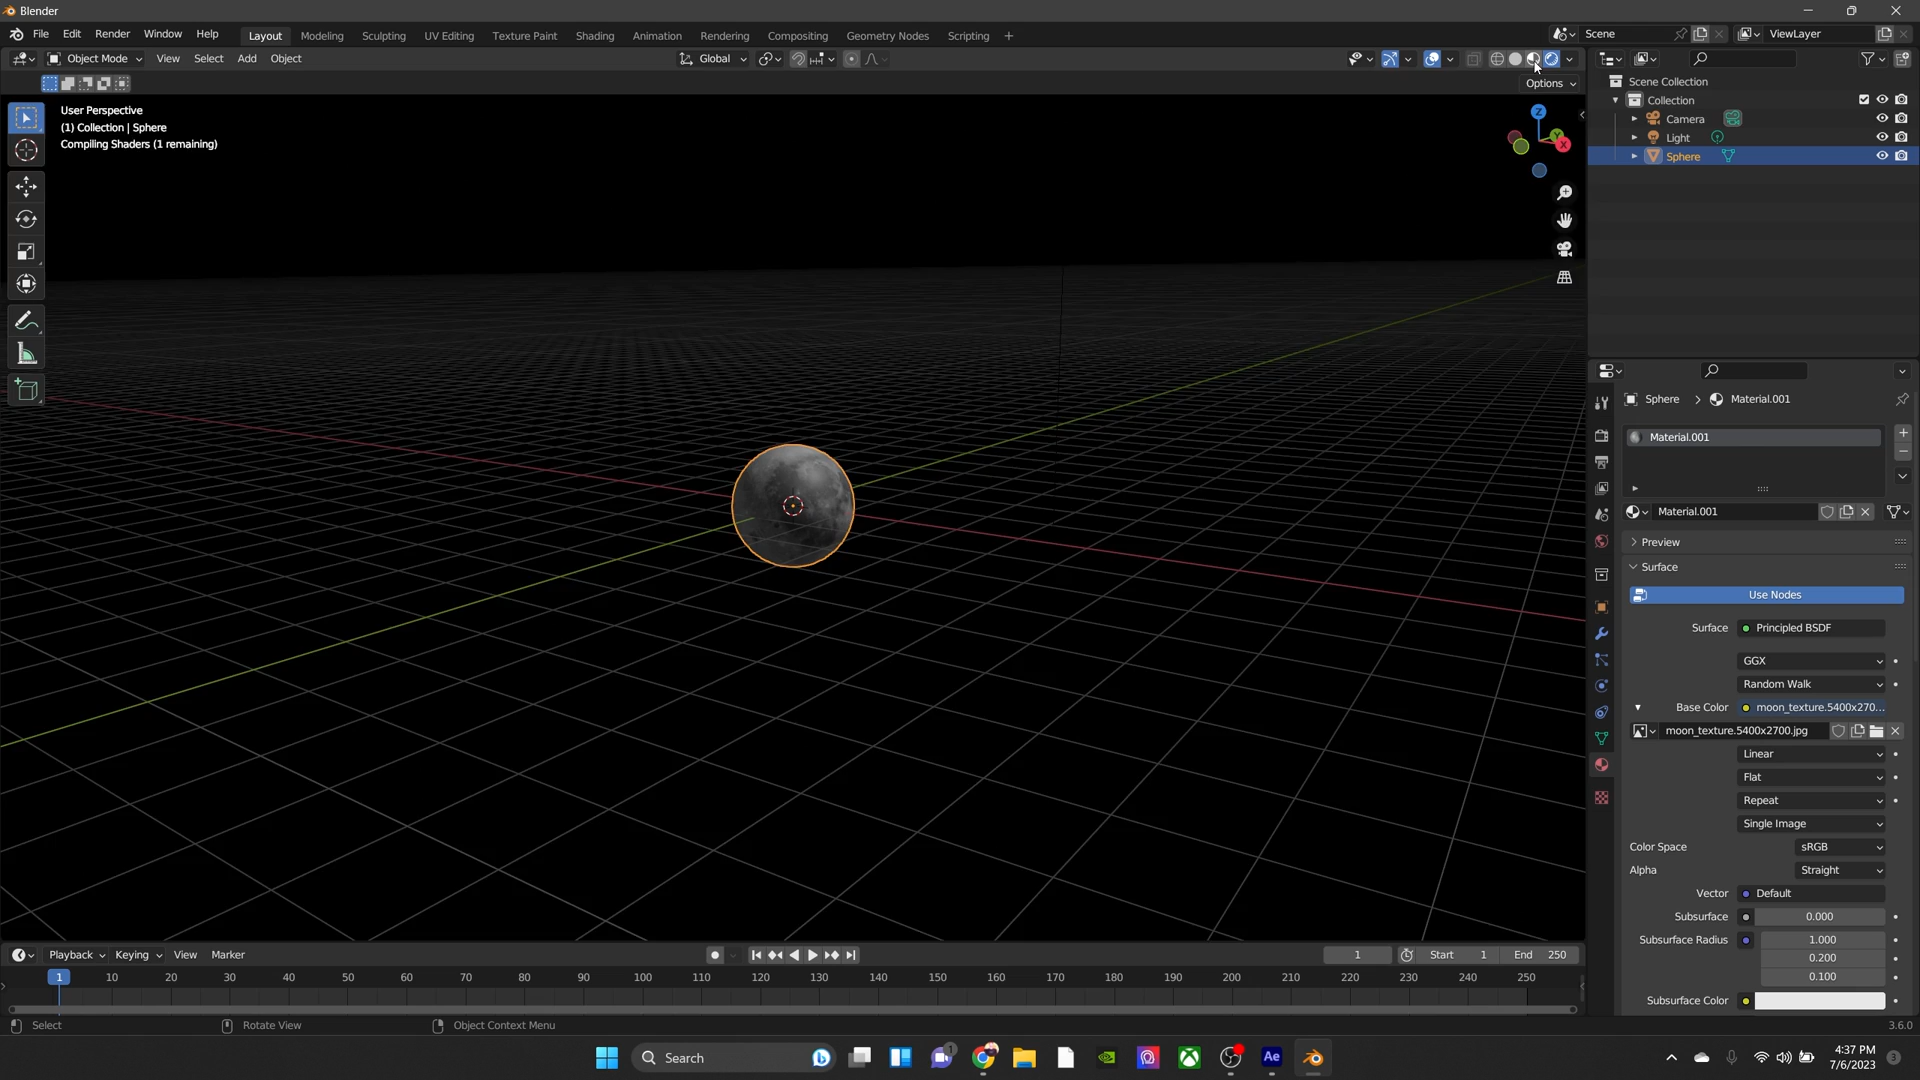 Blender
File Edit Render Window Help Layout Modeling Sculpting UV Editing Texture Paint Shading Animation Rendering Compositing Geometry Nodes Scripting + Scene ViewLayer
Object Mode View Select Add Object Global
Options
User Perspective
(1) Collection | Sphere
Compiling Shaders (1 remaining)
Z
Y
X
Scene Collection
Collection
Camera
Light
Sphere
Sphere > Material.001
Material.001
Material.001
Preview
Surface
Use Nodes
Surface Principled BSDF
GGX
Random Walk
Base Color moon_texture.5400x270...
moon_texture.5400x2700.jpg
Linear
Flat
Repeat
Single Image
Color Space sRGB
Alpha Straight
Vector Default
Subsurface 0.000
Subsurface Radius 1.000
0.200
0.100
Subsurface Color
Playback Keying View Marker 1 Start 1 End 250
1 10 20 30 40 50 60 70 80 90 100 110 120 130 140 150 160 170 180 190 200 210 220 230 240 250
Select Rotate View Object Context Menu 3.6.0
Search 1 Ae 4:37 PM
7/6/2023 3